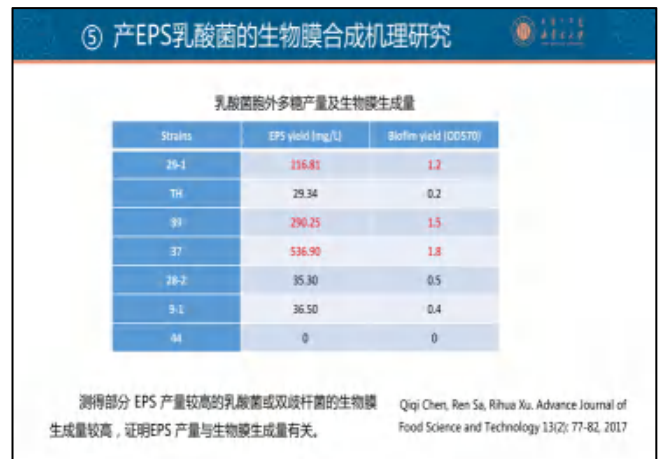 ⑤ 产EPS乳酸菌的生物膜合成机理研究
乳酸菌胞外多糖产量及生物膜生成量
Strains EPS yield (mg/L) Biofim yield (OD570)
29-1 216.81 1.2
TH 29.34 0.2
39 290.25 1.5
37 536.90 1.8
28-2 35.30 0.5
9-1 36.50 0.4
44 0 0
测得部分 EPS 产量较高的乳酸菌或双歧杆菌的生物膜
生成量较高，证明EPS 产量与生物膜生成量有关。
Qiqi Chen, Ren Sa, Rihua Xu. Advance Journal of
Food Science and Technology 13(2): 77-82, 2017